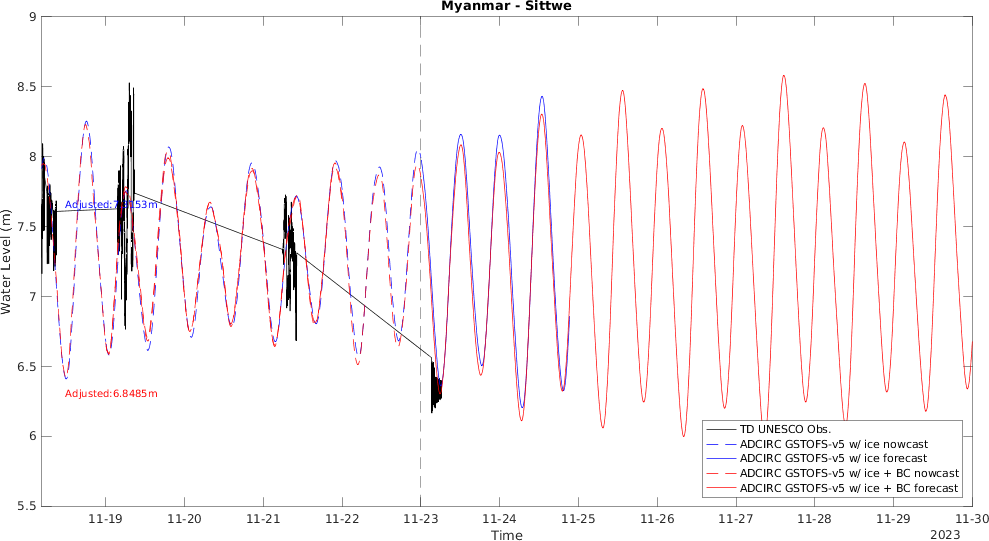 Myanmar - Sittwe
9
8.5
8
7.5
7
6.5
6
5.5
Water Level (m)
Adjusted:6.8485m
TD UNESCO Obs.
ADCIRC GSTOFS-v5 w/ ice nowcast
ADCIRC GSTOFS-v5 w/ ice forecast
ADCIRC GSTOFS-v5 w/ ice + BC nowcast
ADCIRC GSTOFS-v5 w/ ice + BC forecast
11-19 11-20 11-21 11-22 11-23 11-24 11-25 11-26 11-27 11-28 11-29 11-30
Time
2023